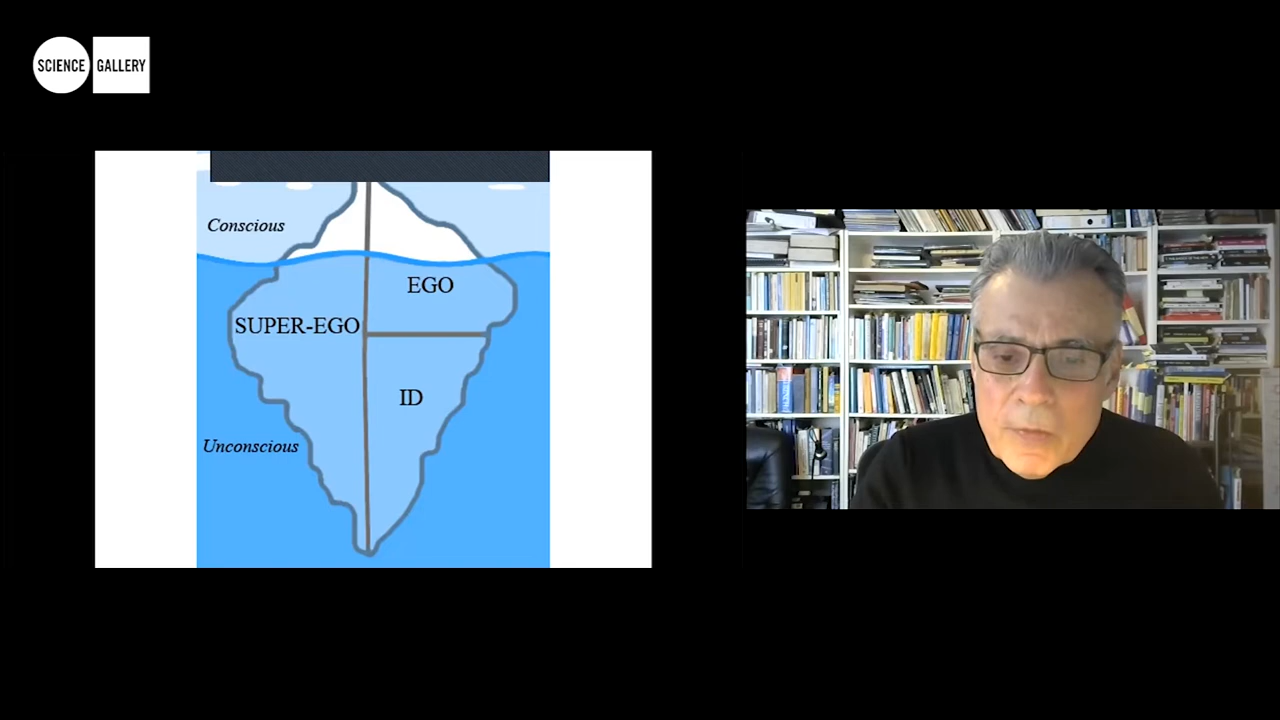 SCIENCE GALLERY
Conscious
EGO
SUPER-EGO
ID
Unconscious